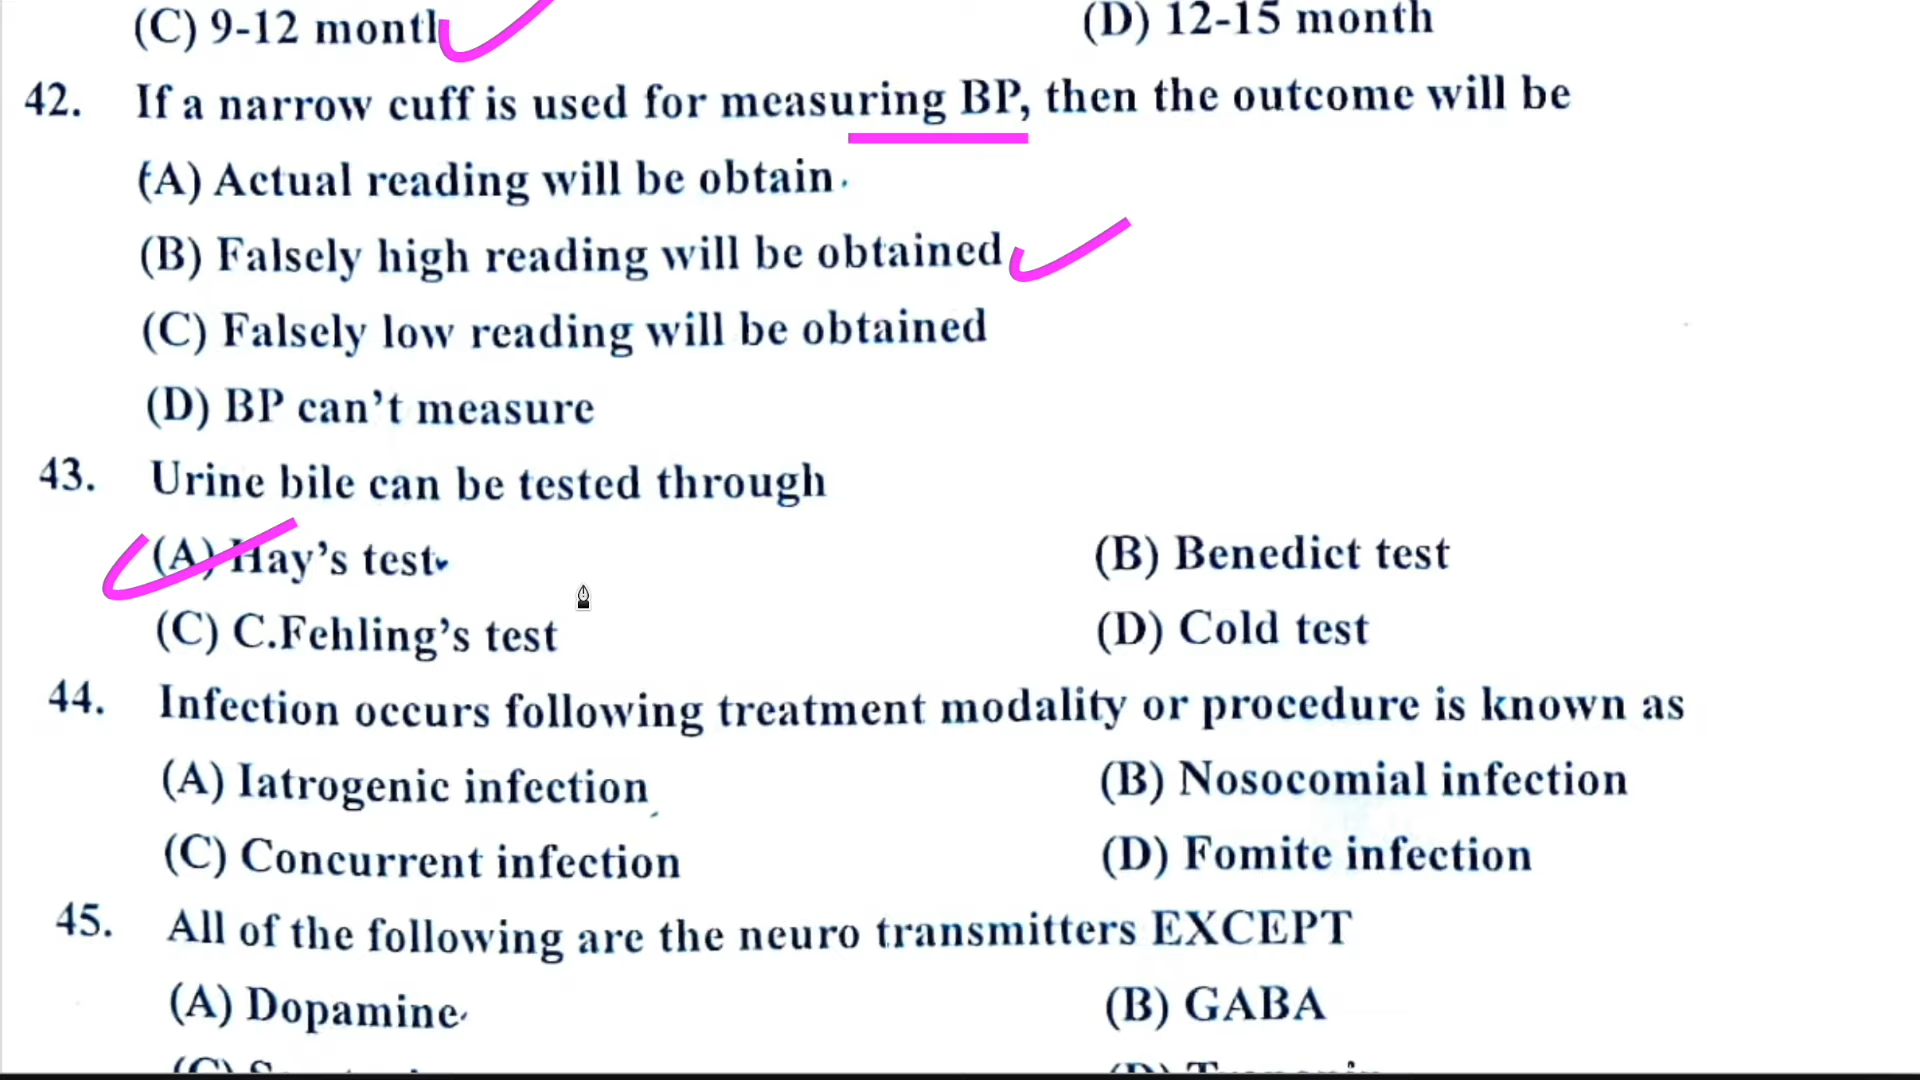 (C) 9-12 month (D) 12-15 month
42. If a narrow cuff is used for measuring BP, then the outcome will be
(A) Actual reading will be obtain
(B) Falsely high reading will be obtained
(C) Falsely low reading will be obtained
(D) BP can't measure
43. Urine bile can be tested through
(A) Hay's test (B) Benedict test
(C) C.Fehling's test (D) Cold test
44. Infection occurs following treatment modality or procedure is known as
(A) Iatrogenic infection (B) Nosocomial infection
(C) Concurrent infection (D) Fomite infection
45. All of the following are the neuro transmitters EXCEPT
(A) Dopamine (B) GABA